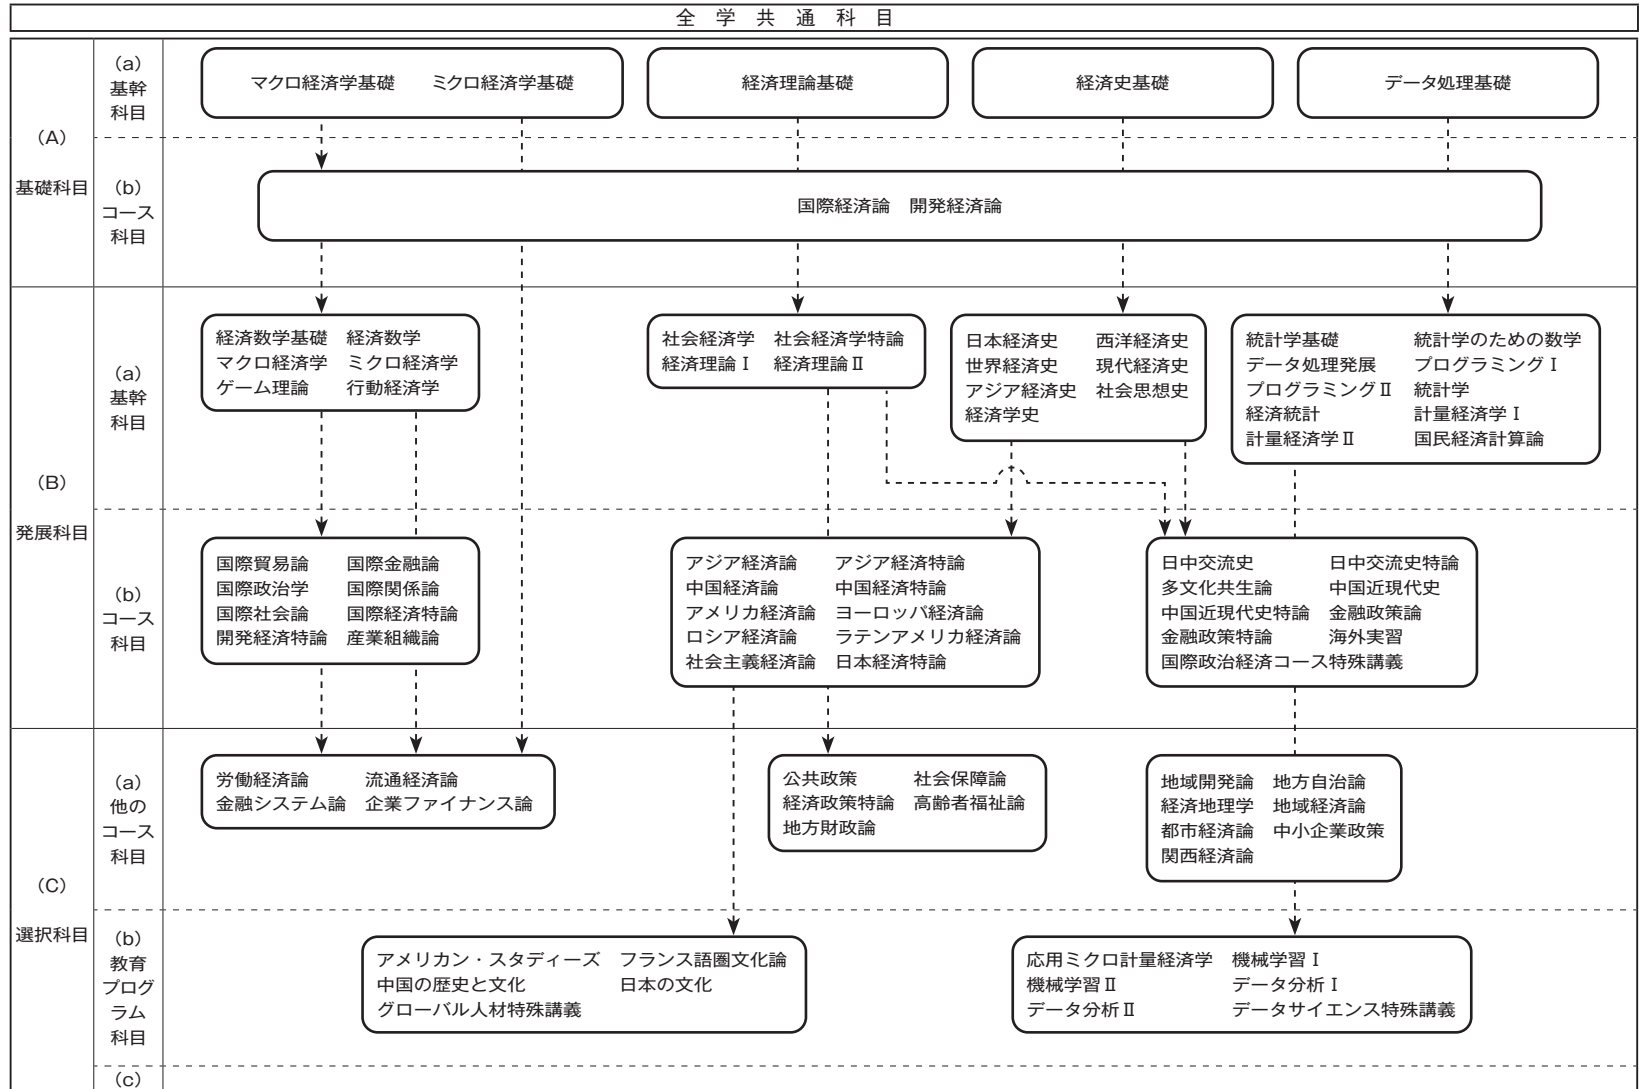 全学共通科目
(A)
基礎科目
(a)
基幹
科目
マクロ経済学基礎 ミクロ経済学基礎
経済理論基礎
経済史基礎
データ処理基礎
(b)
コース
科目
国際経済論 開発経済論
(B)
発展科目
(a)
基幹
科目
経済数学基礎 経済数学
マクロ経済学 ミクロ経済学
ゲーム理論 行動経済学
社会経済学 社会経済学特論
経済理論Ⅰ 経済理論Ⅱ
日本経済史 西洋経済史
世界経済史 現代経済史
アジア経済史 社会思想史
経済学史
統計学基礎 統計学のための数学
データ処理発展 プログラミングⅠ
プログラミングⅡ 統計学
経済統計 計量経済学Ⅰ
計量経済学Ⅱ 国民経済計算論
(b)
コース
科目
国際貿易論 国際金融論
国際政治学 国際関係論
国際社会論 国際経済特論
開発経済特論 産業組織論
アジア経済論 アジア経済特論
中国経済論 中国経済特論
アメリカ経済論 ヨーロッパ経済論
ロシア経済論 ラテンアメリカ経済論
社会主義経済論 日本経済特論
日中交流史 日中交流史特論
多文化共生論 中国近現代史
中国近現代史特論 金融政策論
金融政策特論 海外実習
国際政治経済コース特殊講義
(C)
選択科目
(a)
他の
コース
科目
労働経済論 流通経済論
金融システム論 企業ファイナンス論
公共政策 社会保障論
経済政策特論 高齢者福祉論
地方財政論
地域開発論 地方自治論
経済地理学 地域経済論
都市経済論 中小企業政策
関西経済論
(b)
教育
プログ
ラム
科目
アメリカン・スタディーズ フランス語圏文化論
中国の歴史と文化 日本の文化
グローバル人材特殊講義
応用ミクロ計量経済学 機械学習Ⅰ
機械学習Ⅱ データ分析Ⅰ
データ分析Ⅱ データサイエンス特殊講義
(c)